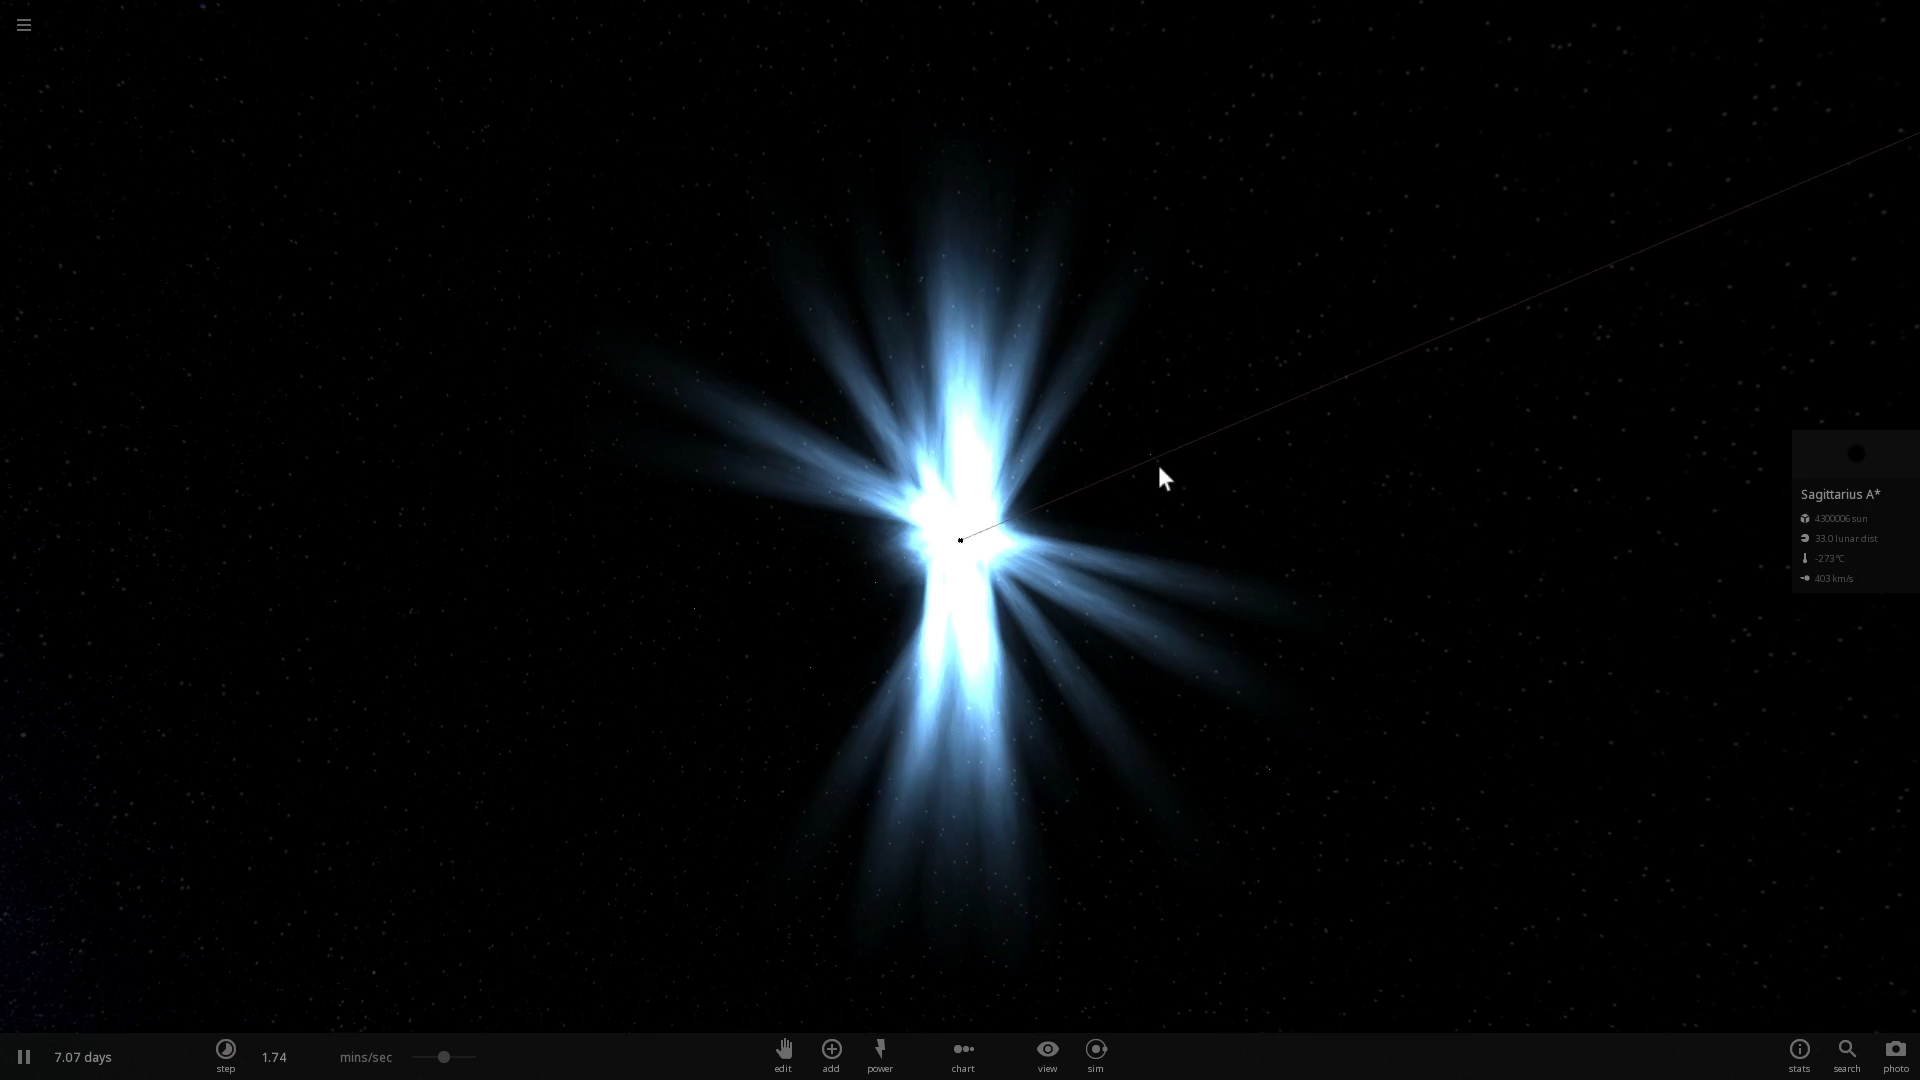 Sagittarius A*
4300006 sun
33.0 lunar dist
-273°C
403 km/s
7.07 days
step
1.74
mins/sec
edit
add
power
chart
view
sim
stats
search
photo